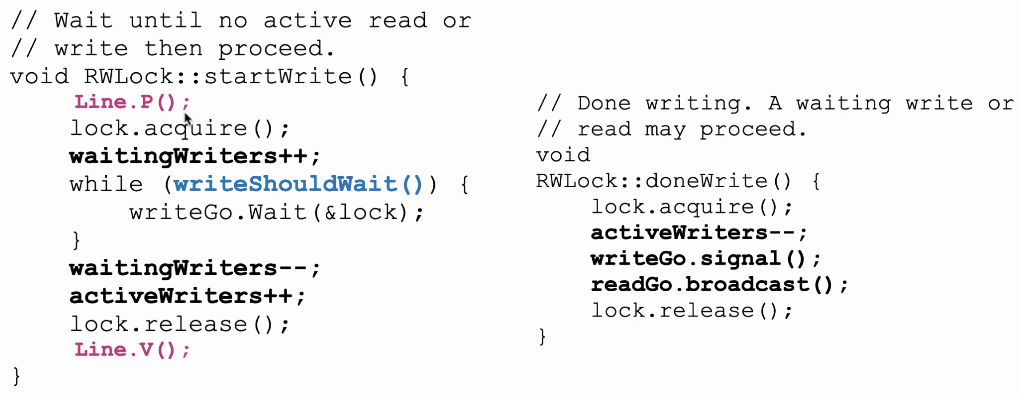 // Wait until no active read or
// write then proceed.
void RWLock::startWrite() {
Line.P();
lock.acquire();
waitingWriters++;
while (writeShouldWait()) {
writeGo.Wait(&lock);
}
waitingWriters--;
activeWriters++;
lock.release();
Line.V();
}
// Done writing. A waiting write or
// read may proceed.
void
RWLock::doneWrite() {
lock.acquire();
activeWriters--;
writeGo.signal();
readGo.broadcast();
lock.release();
}